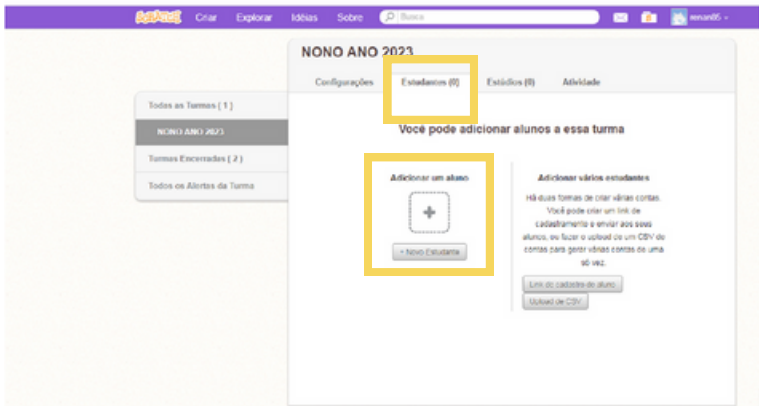 SCRATCH Criar Explorar Idéias Sobre Busca renan85
NONO ANO 2023
Configurações Estudantes (0) Estúdios (0) Atividade
Todas as Turmas ( 1 )
NONO ANO 2023
Turmas Encerradas ( 2 )
Todos os Alertas da Turma
Você pode adicionar alunos a essa turma
Adicionar um aluno
+
+ Novo Estudante
Adicionar vários estudantes
Há duas formas de criar várias contas.
Você pode criar um link de
cadastramento e enviar aos seus
alunos, ou fazer o upload de um CSV de
contas para gerar várias contas de uma
só vez.
Link de cadastro de aluno
Upload de CSV